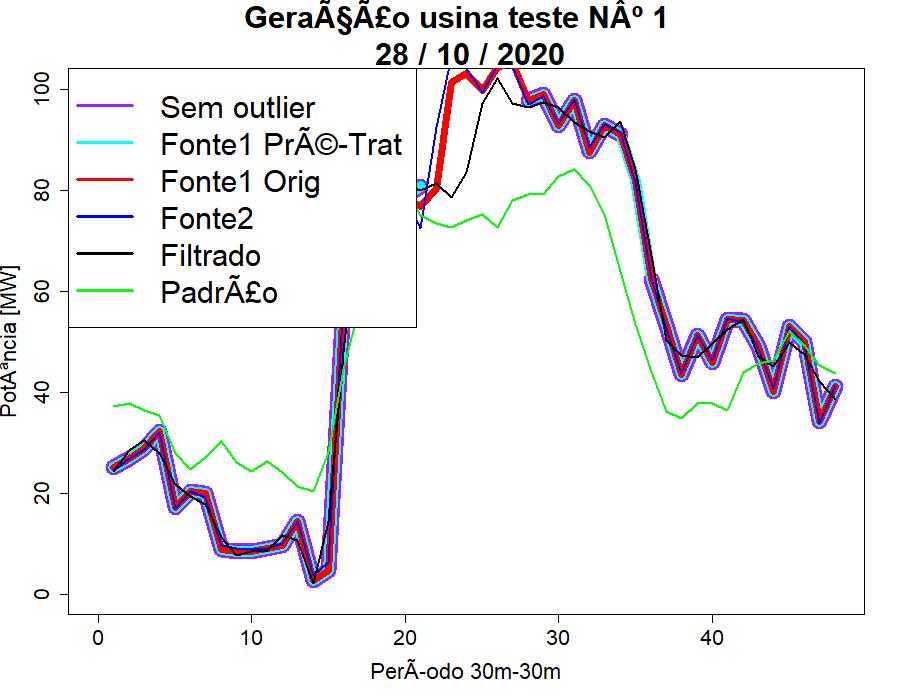 GeraÃ§Ã£o usina teste NÂº 1
28 / 10 / 2020
Sem outlier
Fonte1 PrÃ©-Trat
Fonte1 Orig
Fonte2
Filtrado
PadrÃ£o
PotÃªncia [MW]
100
80
60
40
20
0
0 10 20 30 40
PerÃ-odo 30m-30m